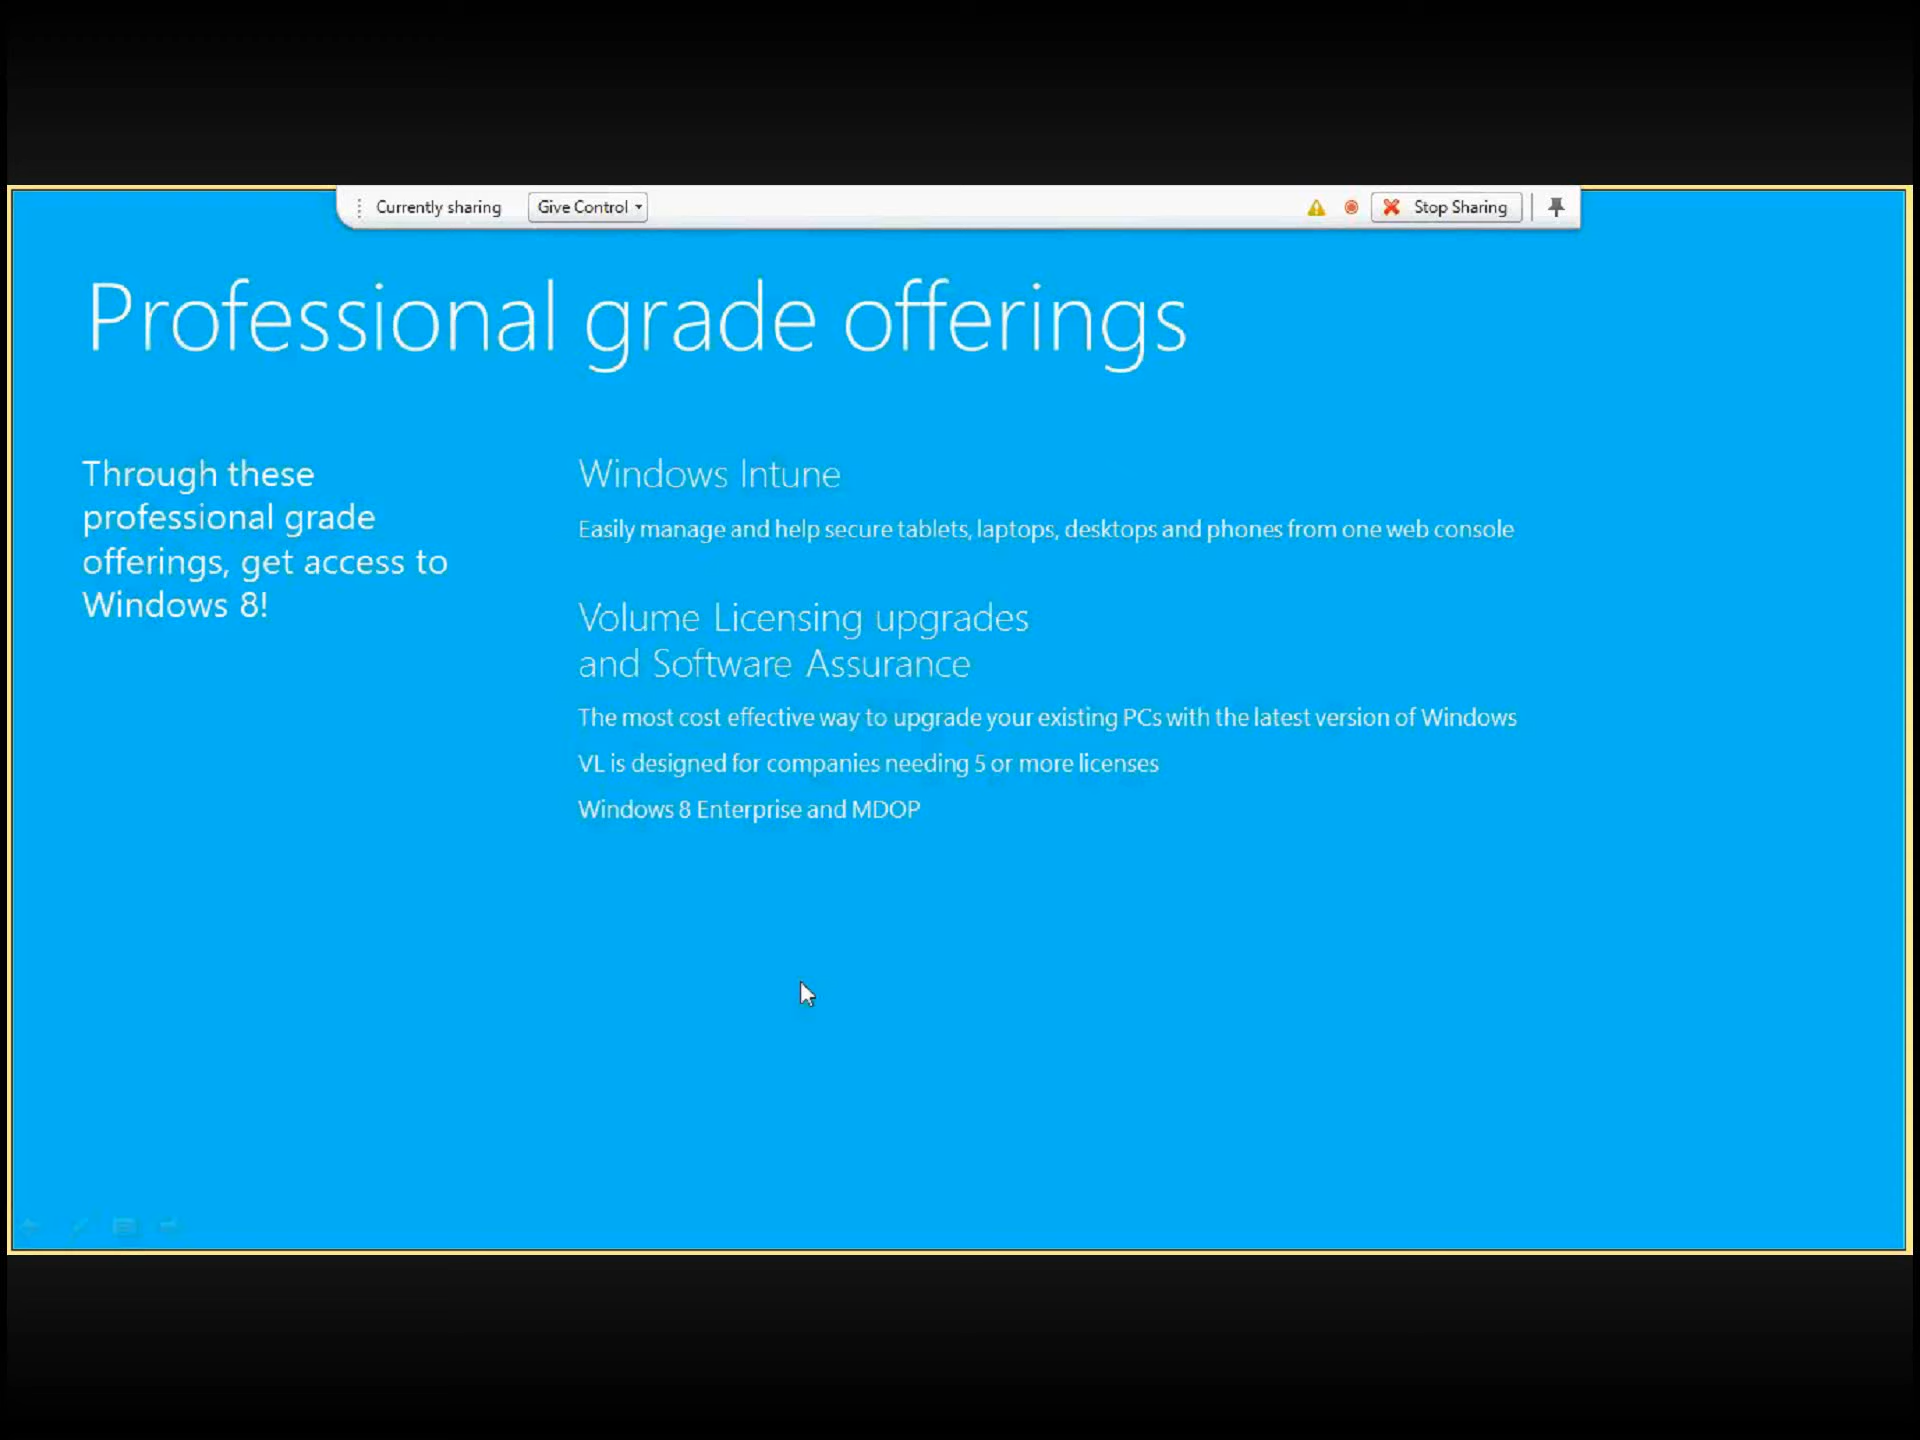 Currently sharing
Give Control
Stop Sharing
Professional grade offerings
Through these
professional grade
offerings, get access to
Windows 8!
Windows Intune
Easily manage and help secure tablets, laptops, desktops and phones from one web console
Volume Licensing upgrades
and Software Assurance
The most cost effective way to upgrade your existing PCs with the latest version of Windows
VL is designed for companies needing 5 or more licenses
Windows 8 Enterprise and MDOP